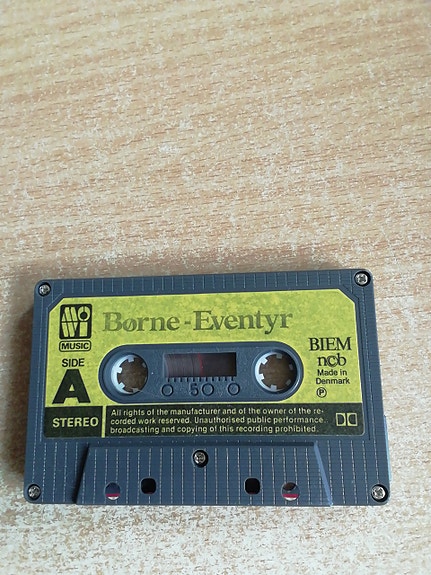 Børne-Eventyr
MUSIC
SIDE
A
STEREO
BIEM
ncb
Made in
Denmark
P
50
All rights of the manufacturer and of the owner of the re-
corded work reserved. Unauthorised public performance.
broadcasting and copying of this recording prohibited.